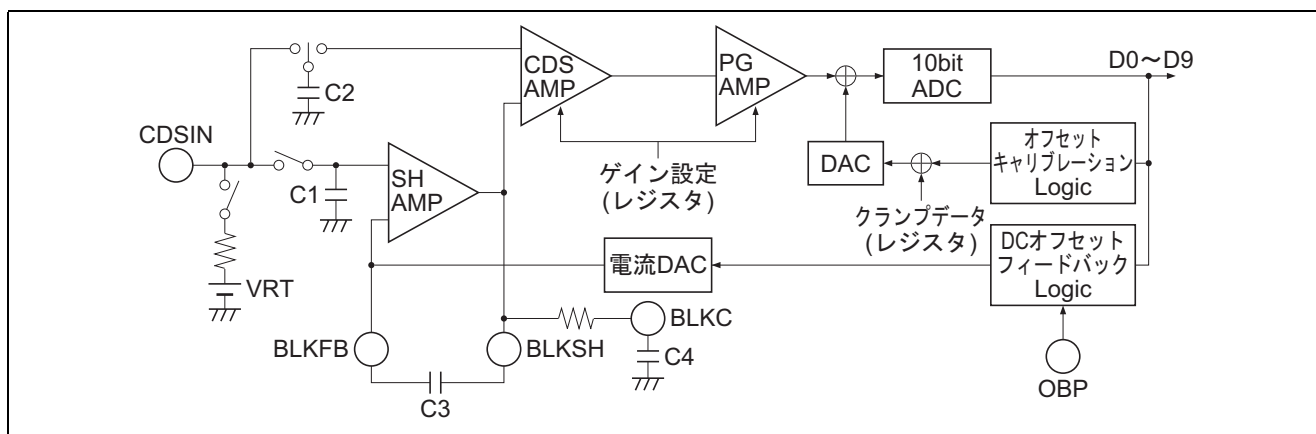 CDS
AMP
PG
AMP
10bit
ADC
D0～D9
C2
CDSIN
C1
SH
AMP
ゲイン設定
(レジスタ)
DAC
オフセット
キャリブレーション
Logic
クランプデータ
(レジスタ)
VRT
電流DAC
DCオフセット
フィードバック
Logic
BLKFB
BLKSH
BLKC
C4
C3
OBP